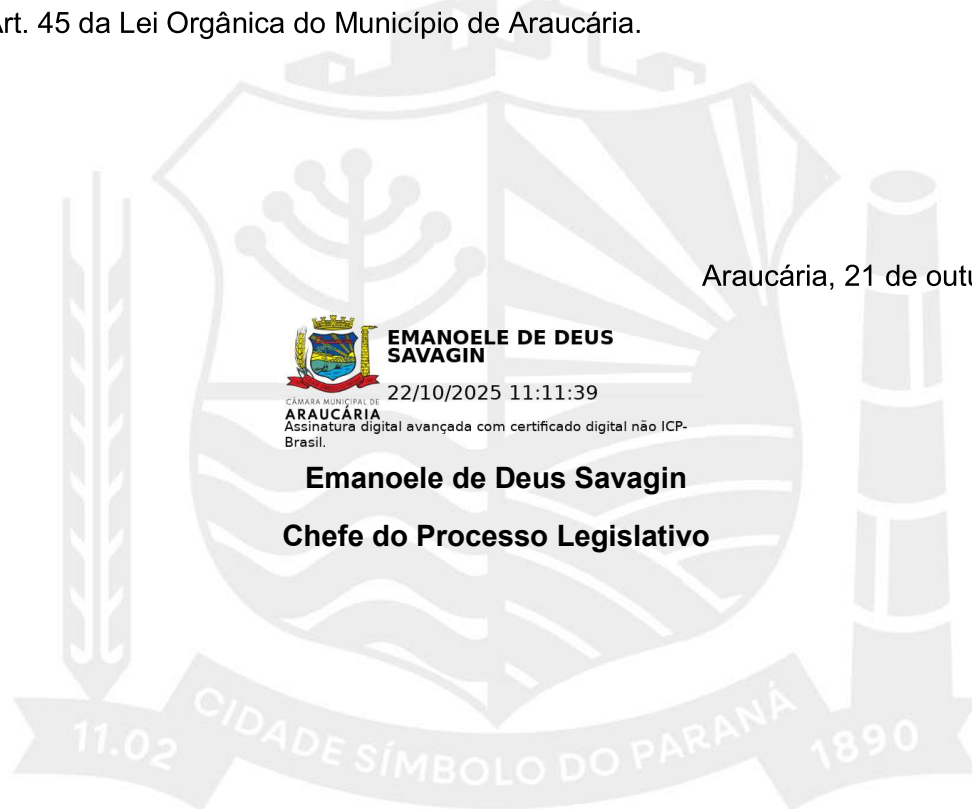 Art. 45 da Lei Orgânica do Município de Araucária.
Araucária, 21 de outu
EMANOELE DE DEUS
SAVAGIN
22/10/2025 11:11:39
CÂMARA MUNICIPAL DE
ARAUCÁRIA
Assinatura digital avançada com certificado digital não ICP-
Brasil.
Emanoele de Deus Savagin
Chefe do Processo Legislativo
11.02 CIDADE SÍMBOLO DO PARANÁ 1890